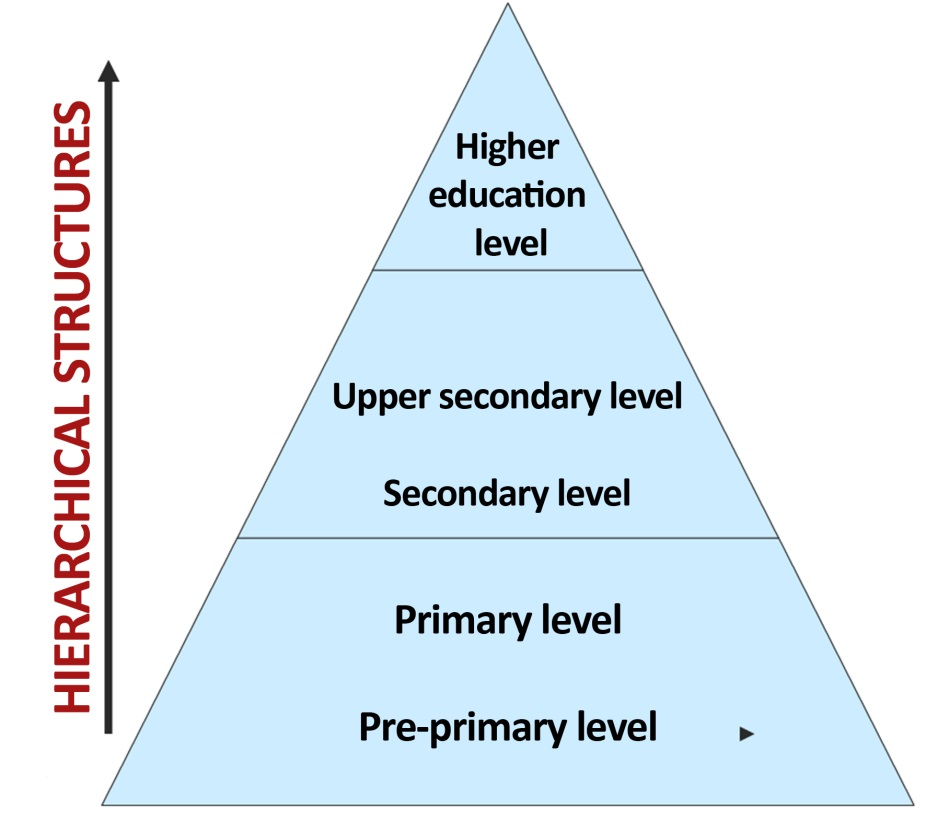 HIERARCHICAL STRUCTURES
Higher
education
level
Upper secondary level
Secondary level
Primary level
Pre-primary level